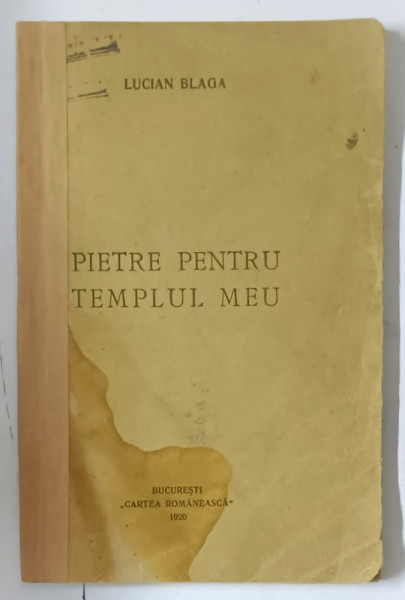 LUCIAN BLAGA
PIETRE PENTRU
TEMPLUL MEU
BUCUREȘTI
„CARTEA ROMÂNEASCĂ“
1920